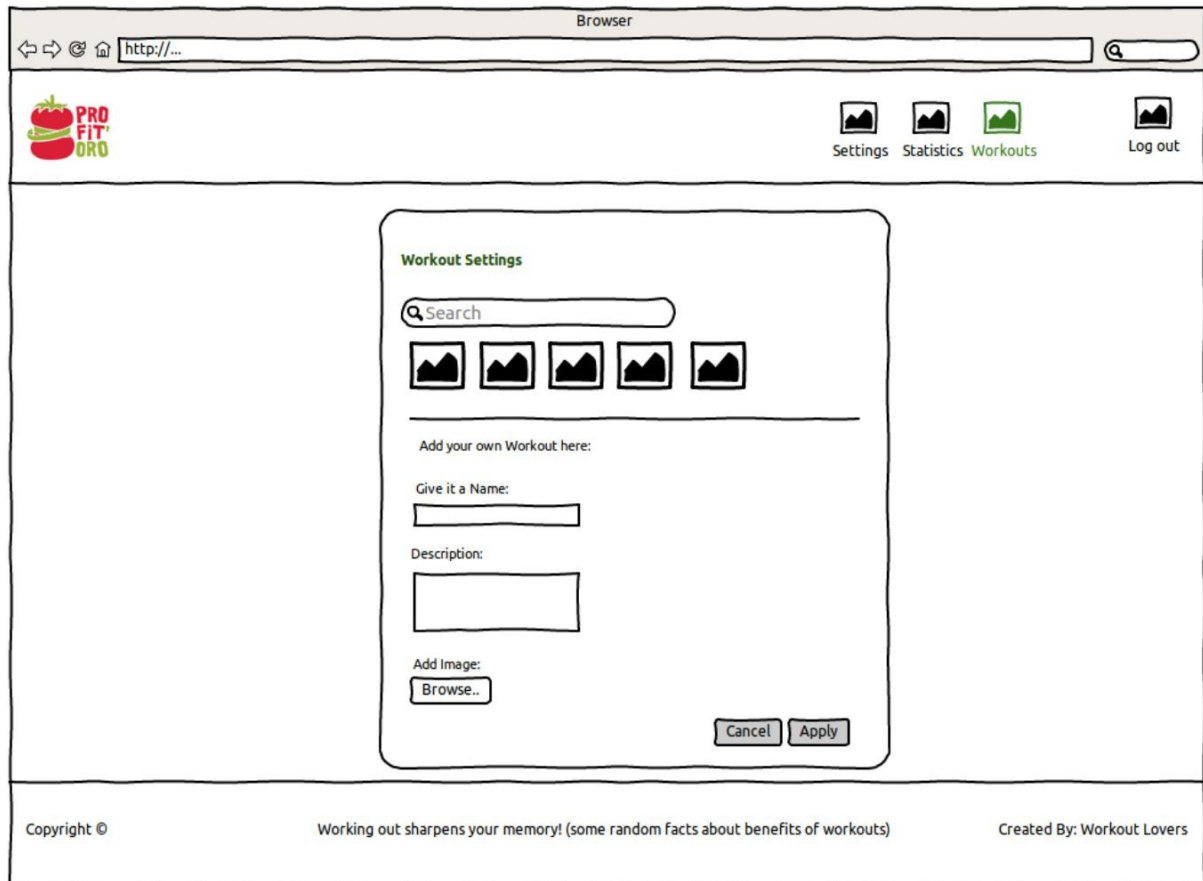 Browser
http://...
PRO
FIT'
ORO
Settings Statistics Workouts Log out
Workout Settings
Search
Add your own Workout here:
Give it a Name:
Description:
Add Image:
Browse..
Cancel Apply
Copyright © Working out sharpens your memory! (some random facts about benefits of workouts) Created By: Workout Lovers